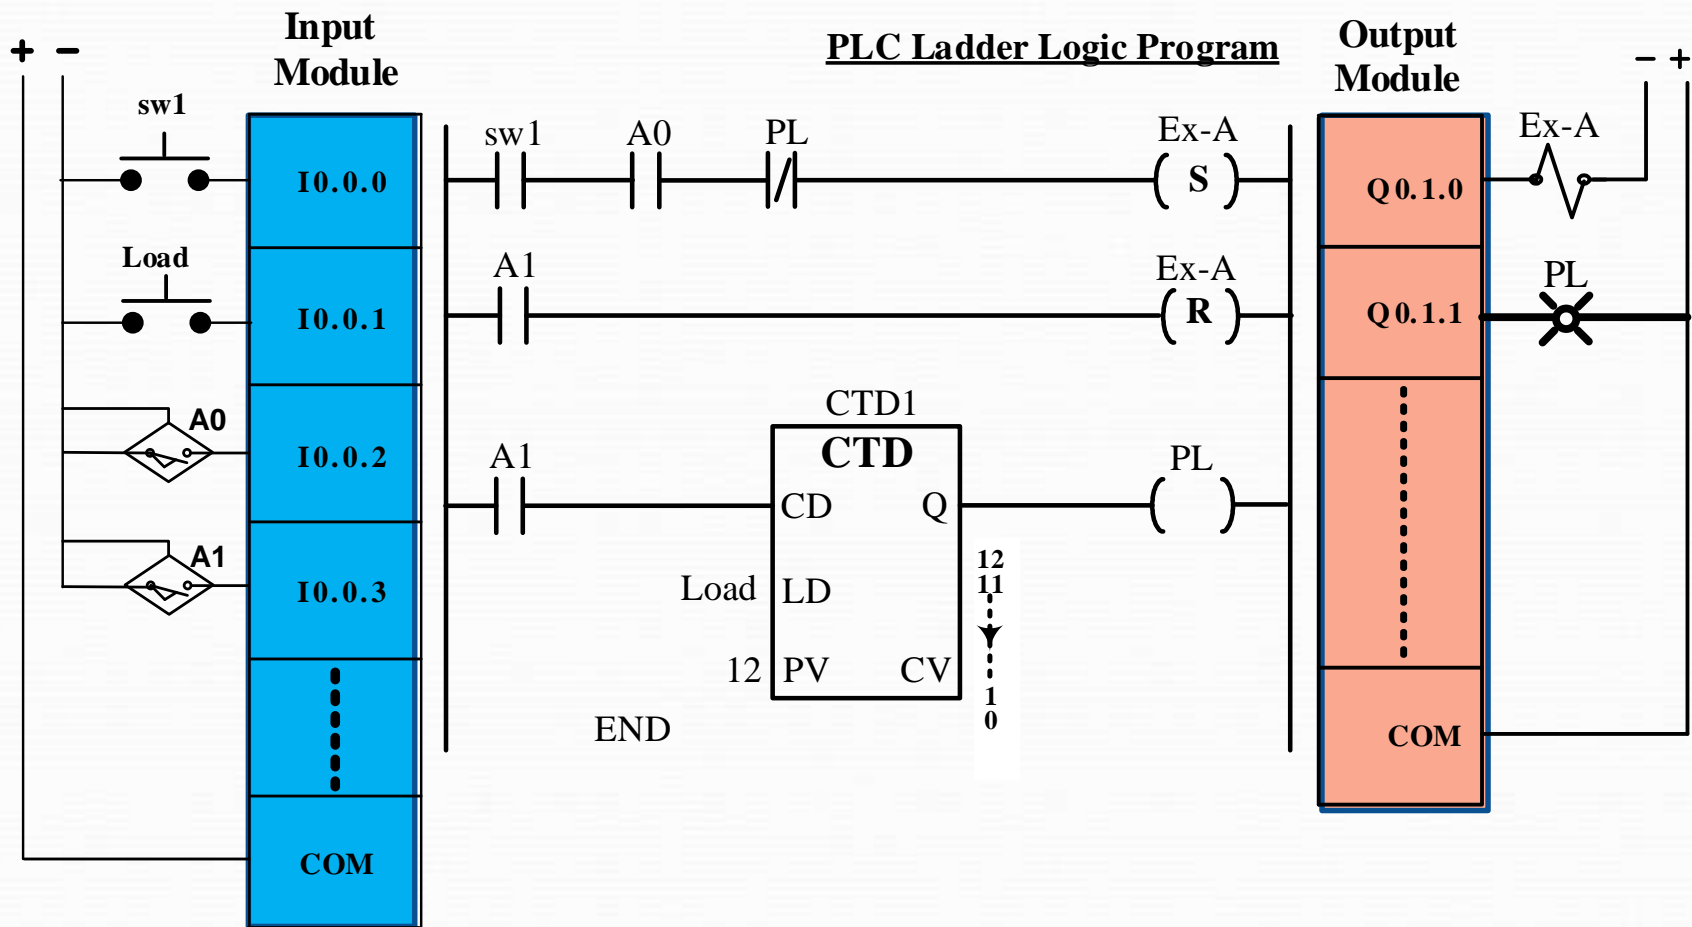 Input
Module
PLC Ladder Logic Program
Output
Module
+ −
− +
sw1
I0.0.0
Load
I0.0.1
A0
I0.0.2
A1
I0.0.3
COM
sw1 A0 PL Ex-A
S
A1 Ex-A
R
CTD1
CTD
A1
CD Q
PL
Load LD
12 PV CV
12
11
1
0
END
Q0.1.0
Ex-A
Q0.1.1
PL
COM